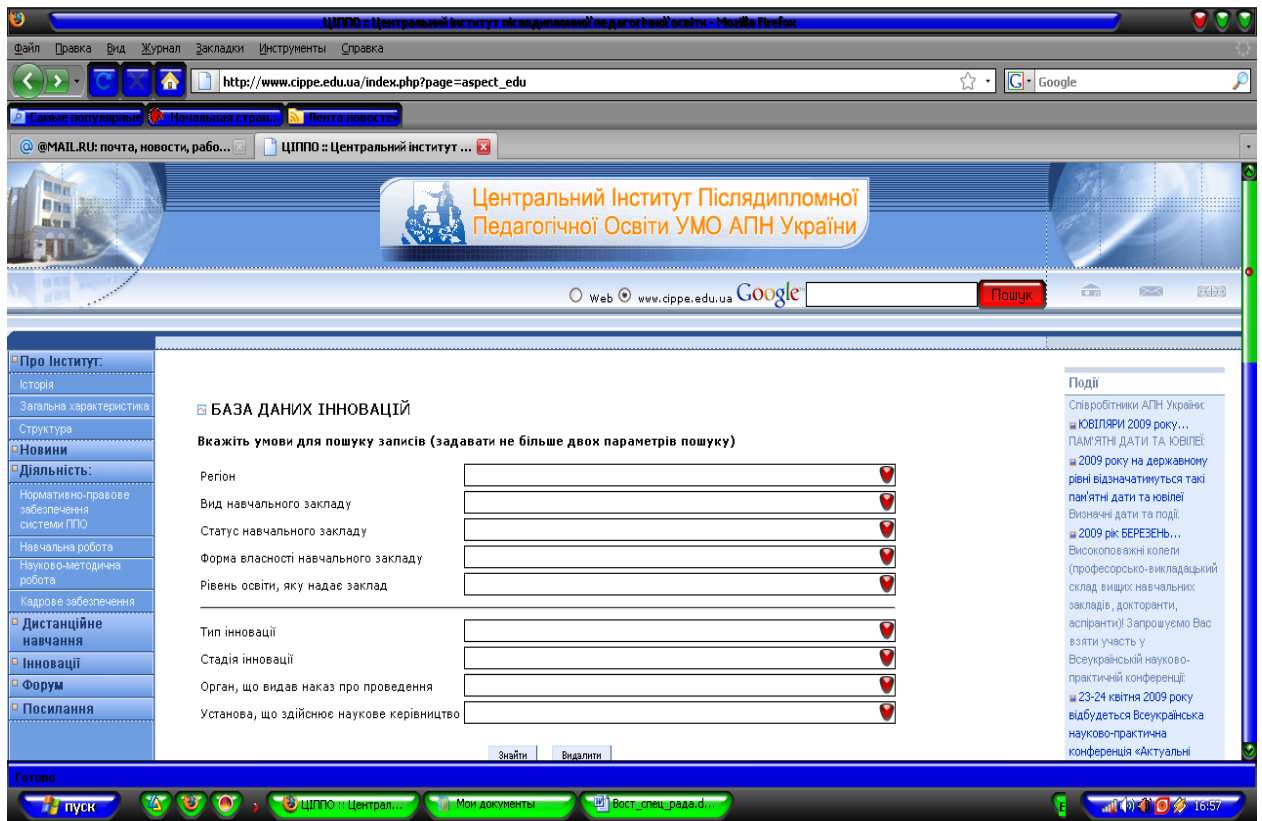 ЦІППО :: Центральний інститут післядипломної педагогічної освіти - Mozilla Firefox
Файл Правка Вид Журнал Закладки Инструменты Справка
http://www.cippe.edu.ua/index.php?page=aspect_edu
Google
Самые популярные Начальная стран... Лента новостей
@MAIL.RU: почта, новости, рабо... ЦІППО :: Центральний інститут ...
Центральний Інститут Післядипломної
Педагогічної Освіти УМО АПН України
Web www.cippe.edu.ua Google Пошук
Про Інститут:
Історія
Загальна характеристика
Структура
Новини
Діяльність:
Нормативно-правове
забезпечення
системи ППО
Навчальна робота
Науково-методична
робота
Кадрове забезпечення
Дистанційне
навчання
Інновації
Форум
Посилання
БАЗА ДАНИХ ІННОВАЦІЙ
Вкажіть умови для пошуку записів (задавати не більше двох параметрів пошуку)
Регіон
Вид навчального закладу
Статус навчального закладу
Форма власності навчального закладу
Рівень освіти, яку надає заклад
Тип інновації
Стадія інновації
Орган, що видав наказ про проведення
Установа, що здійснює наукове керівництво
Знайти Видалити
Події
Співробітники АПН України:
ЮВІЛЯРИ 2009 року...
ПАМ'ЯТНІ ДАТИ ТА ЮВІЛЕЇ:
2009 року на державному
рівні відзначатимуться такі
пам'ятні дати та ювілеї
Визначні дати та події:
2009 рік БЕРЕЗЕНЬ...
Високоповажні колеги
(професорсько-викладацький
склад вищих навчальних
закладів, докторанти,
аспіранти)! Запрошуємо Вас
взяти участь у
Всеукраїнській науково-
практичній конференції:
23-24 квітня 2009 року
відбудеться Всеукраїнська
науково-практична
конференція «Актуальні
Готово
пуск ЦІППО :: Централ... Мои документы Вост_спец_рада.d... E 16:57